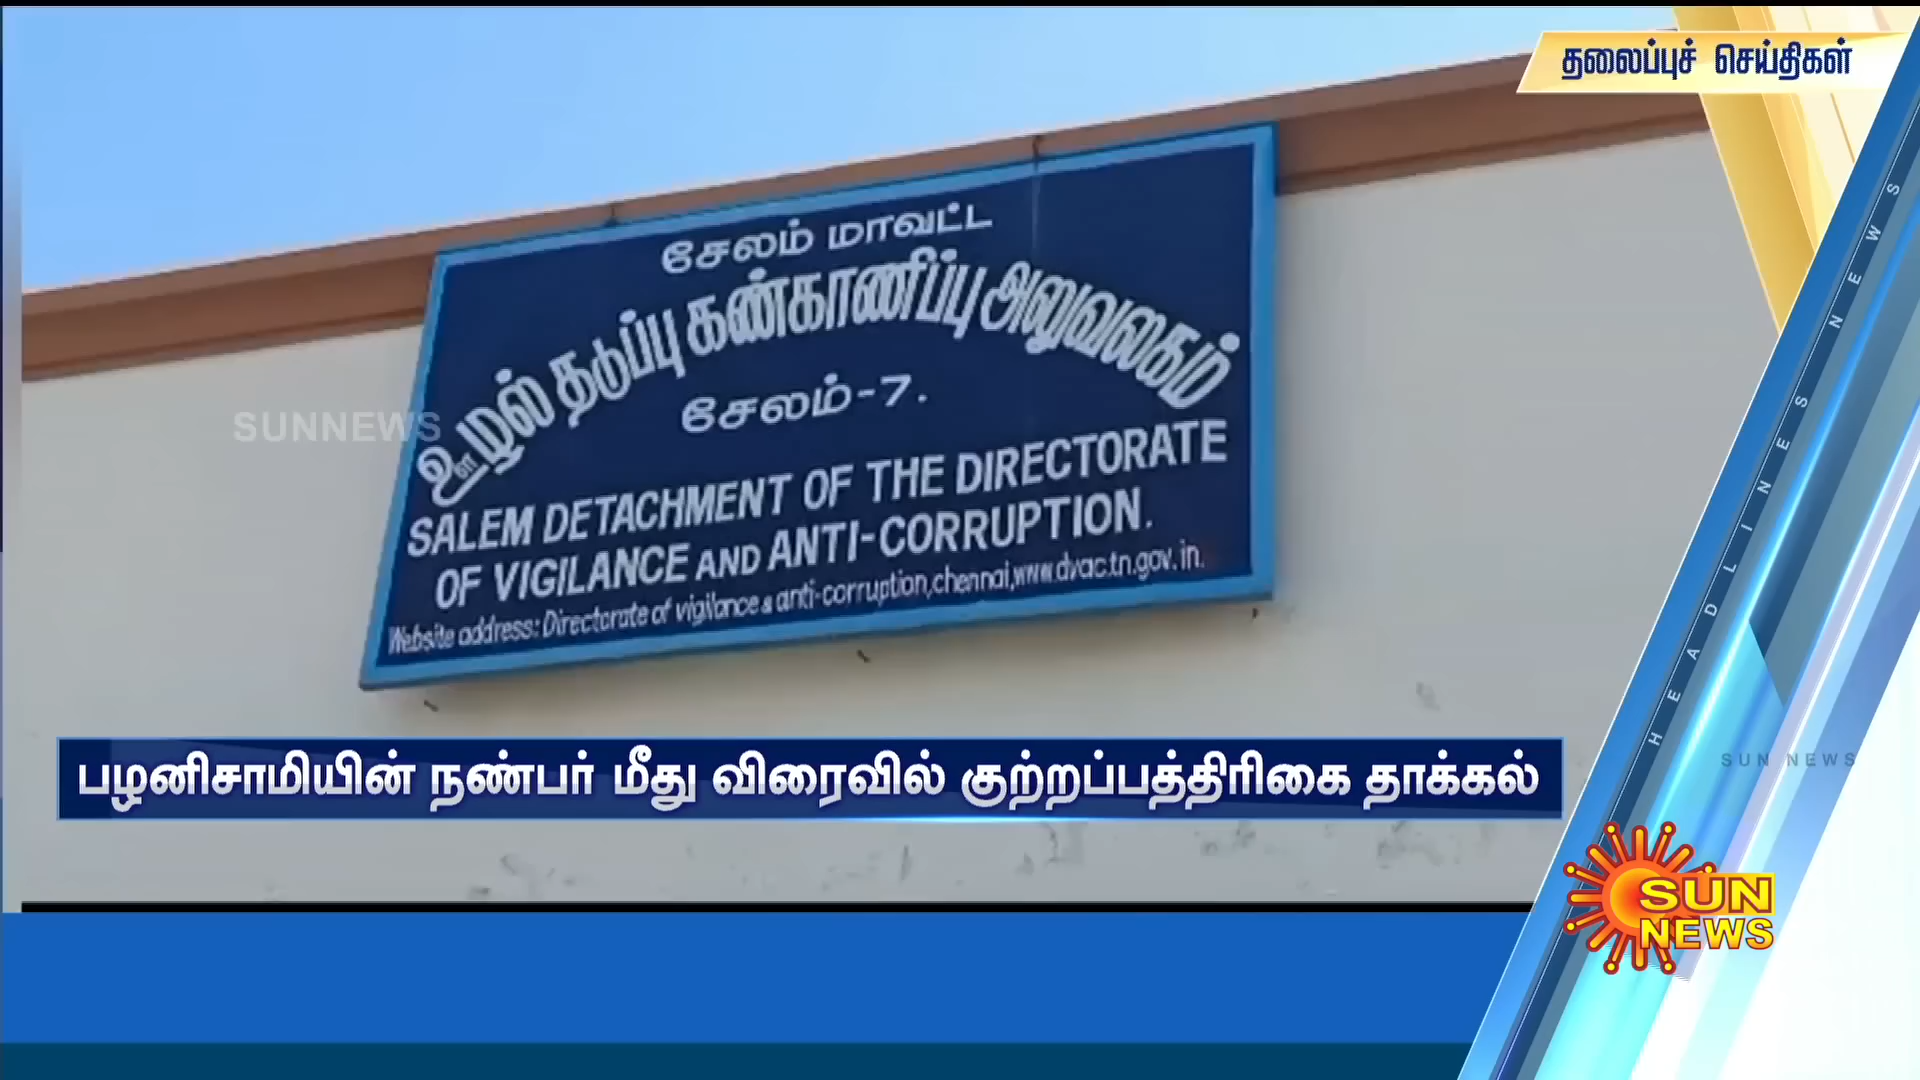 தலைப்புச் செய்திகள்
சேலம் மாவட்ட
ஊழல் தடுப்பு கண்காணிப்பு அலுவலகம்
சேலம்-7.
SALEM DETACHMENT OF THE DIRECTORATE
OF VIGILANCE AND ANTI-CORRUPTION.
Website address: Directorate of vigilance & anti-corruption,chennai,www.dvac.tn.gov.in.
SUNNEWS
பழனிசாமியின் நண்பர் மீது விரைவில் குற்றப்பத்திரிகை தாக்கல்
HEADLINES NEWS
SUN NEWS
SUN
NEWS